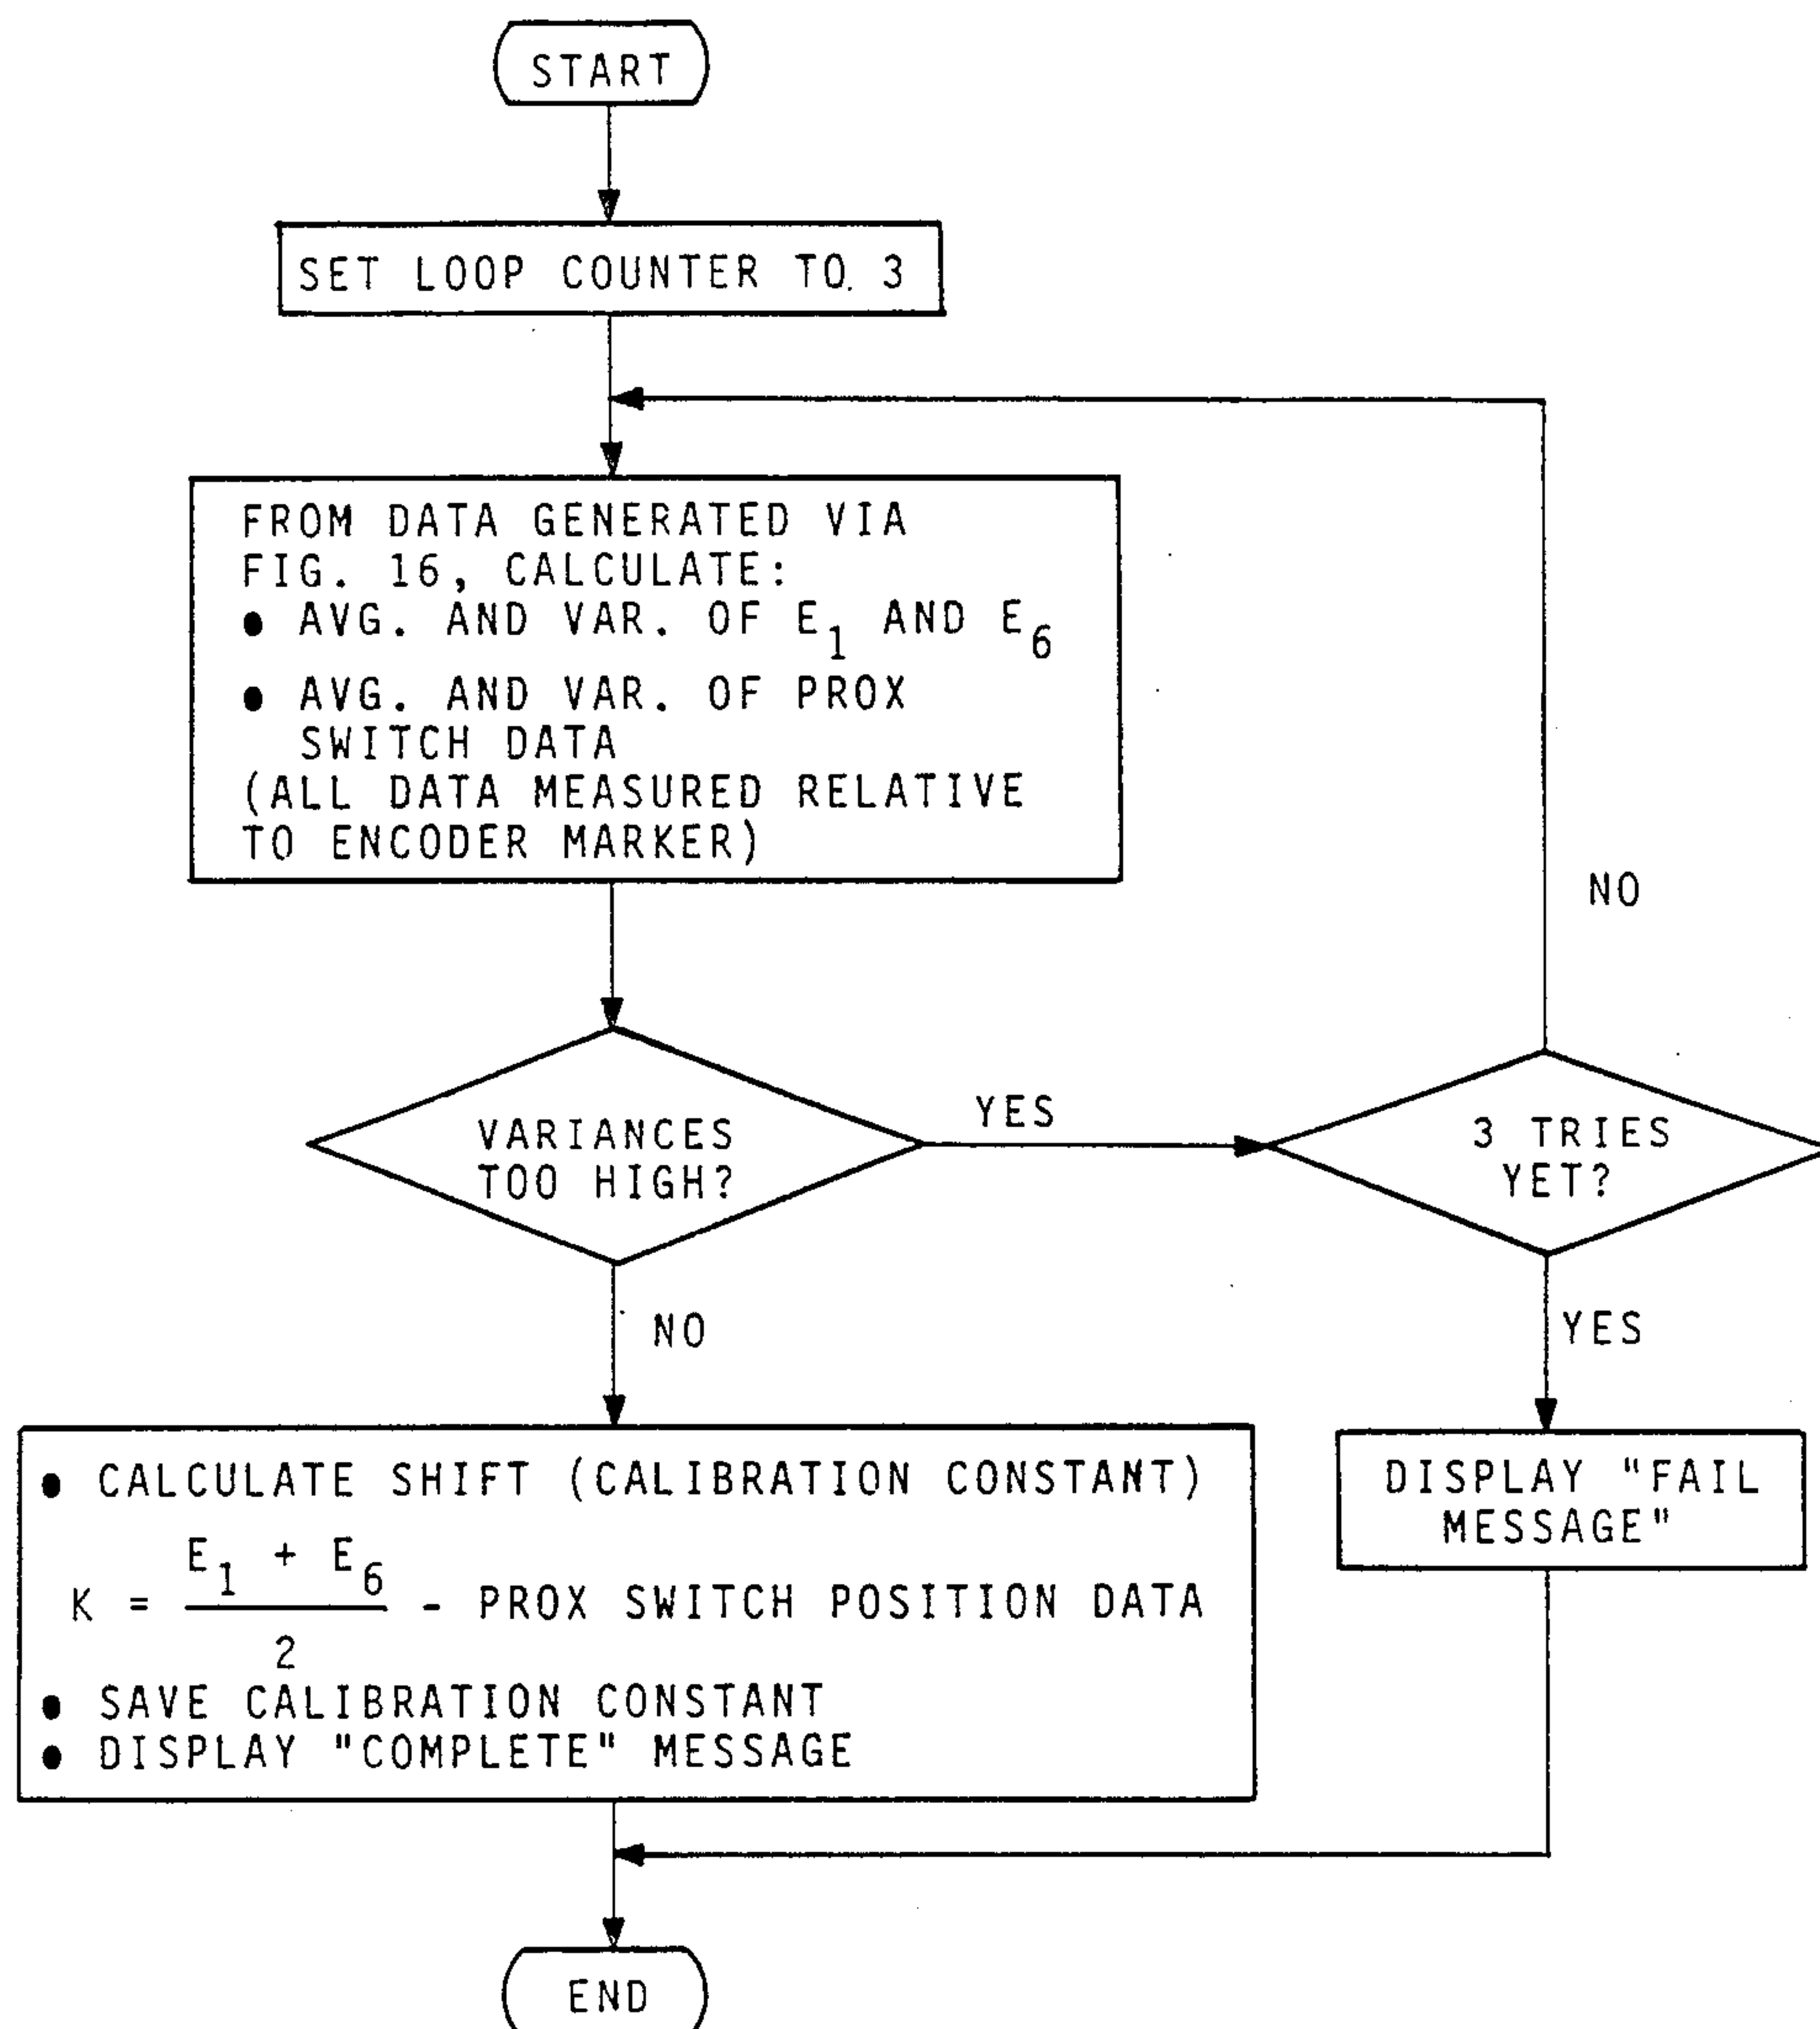 START
SET LOOP COUNTER TO. 3
FROM DATA GENERATED VIA
FIG. 16, CALCULATE:
• AVG. AND VAR. OF E1 AND E6
• AVG. AND VAR. OF PROX
SWITCH DATA
(ALL DATA MEASURED RELATIVE
TO ENCODER MARKER)
NO
VARIANCES
TOO HIGH?
YES
3 TRIES
YET?
NO
YES
• CALCULATE SHIFT (CALIBRATION CONSTANT)
E1 + E6
K = - PROX SWITCH POSITION DATA
2
• SAVE CALIBRATION CONSTANT
• DISPLAY "COMPLETE" MESSAGE
DISPLAY "FAIL
MESSAGE"
END